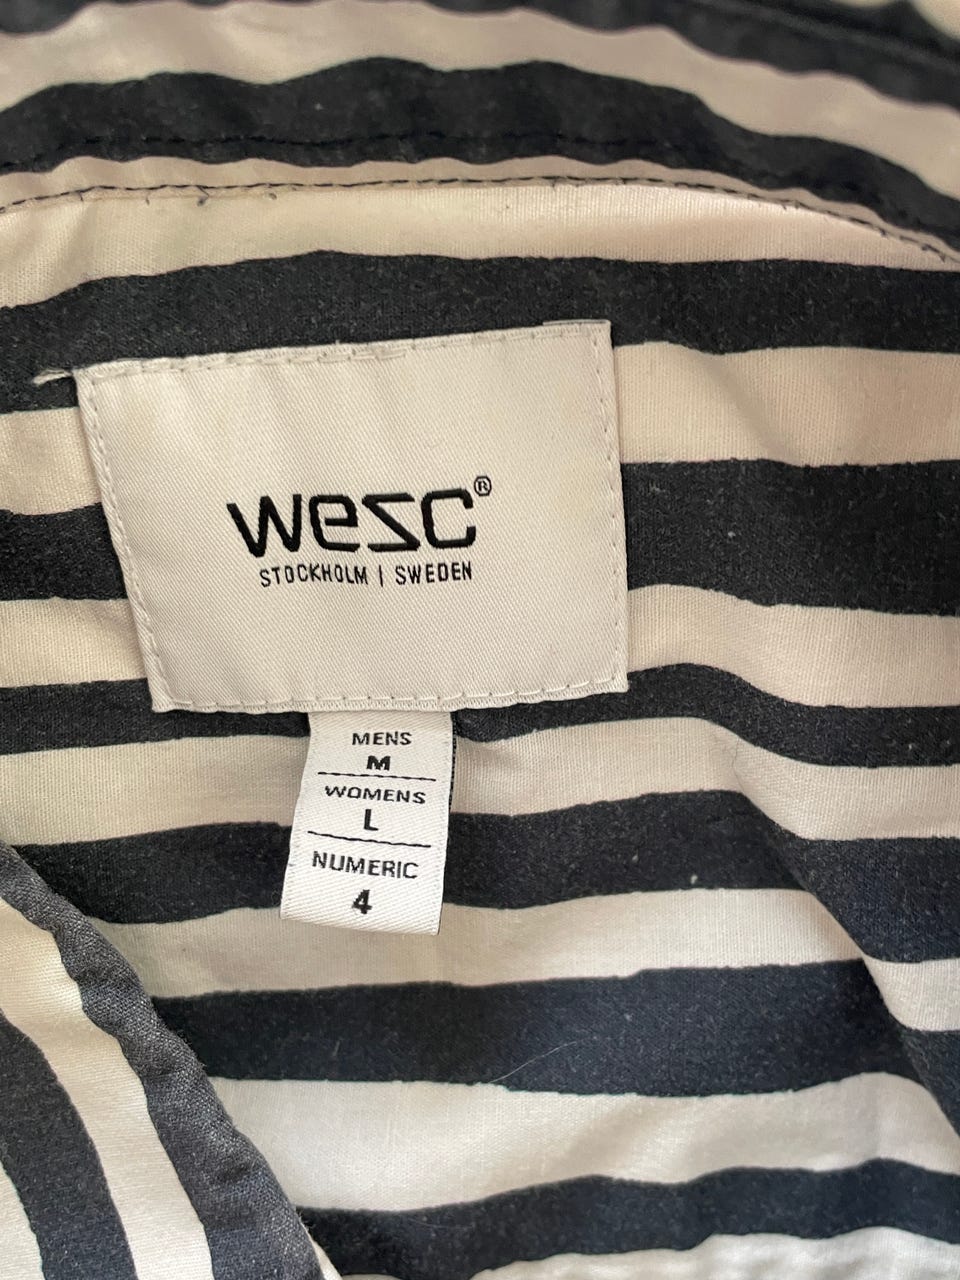 wesc®
STOCKHOLM | SWEDEN
MENS
M
WOMENS
L
NUMERIC
4